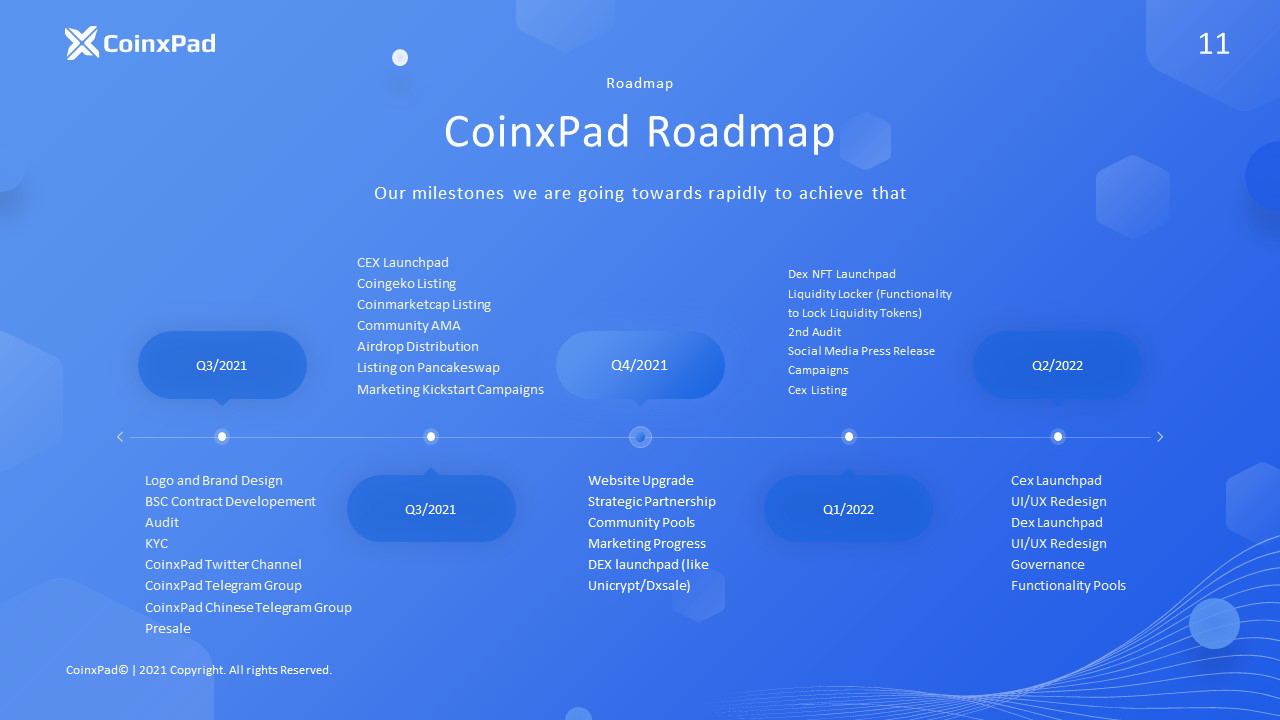 CoinxPad
11
Roadmap
CoinxPad Roadmap
Our milestones we are going towards rapidly to achieve that
Q3/2021
Logo and Brand Design
BSC Contract Developement
Audit
KYC
CoinxPad Twitter Channel
CoinxPad Telegram Group
CoinxPad Chinese Telegram Group
Presale
CEX Launchpad
Coingeko Listing
Coinmarketcap Listing
Community AMA
Airdrop Distribution
Listing on Pancakeswap
Marketing Kickstart Campaigns
Q3/2021
Q4/2021
Website Upgrade
Strategic Partnership
Community Pools
Marketing Progress
DEX launchpad (like
Unicrypt/Dxsale)
Dex NFT Launchpad
Liquidity Locker (Functionality
to Lock Liquidity Tokens)
2nd Audit
Social Media Press Release
Campaigns
Cex Listing
Q1/2022
Q2/2022
Cex Launchpad
UI/UX Redesign
Dex Launchpad
UI/UX Redesign
Governance
Functionality Pools
CoinxPad© | 2021 Copyright. All rights Reserved.